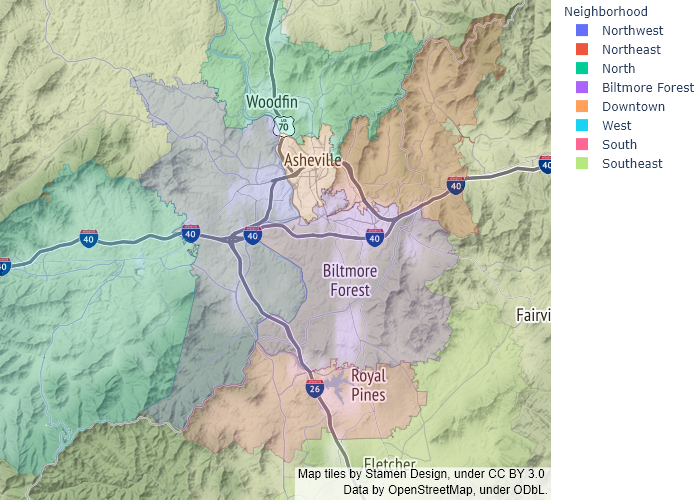 Neighborhood
Northwest
Northeast
North
Biltmore Forest
Downtown
West
South
Southeast
Woodfin
US
70
Asheville
40
40
40
40
40
40
40
Biltmore
Forest
Fairvi
Royal
Pines
26
Fletcher
Map tiles by Stamen Design, under CC BY 3.0
Data by OpenStreetMap, under ODbL.